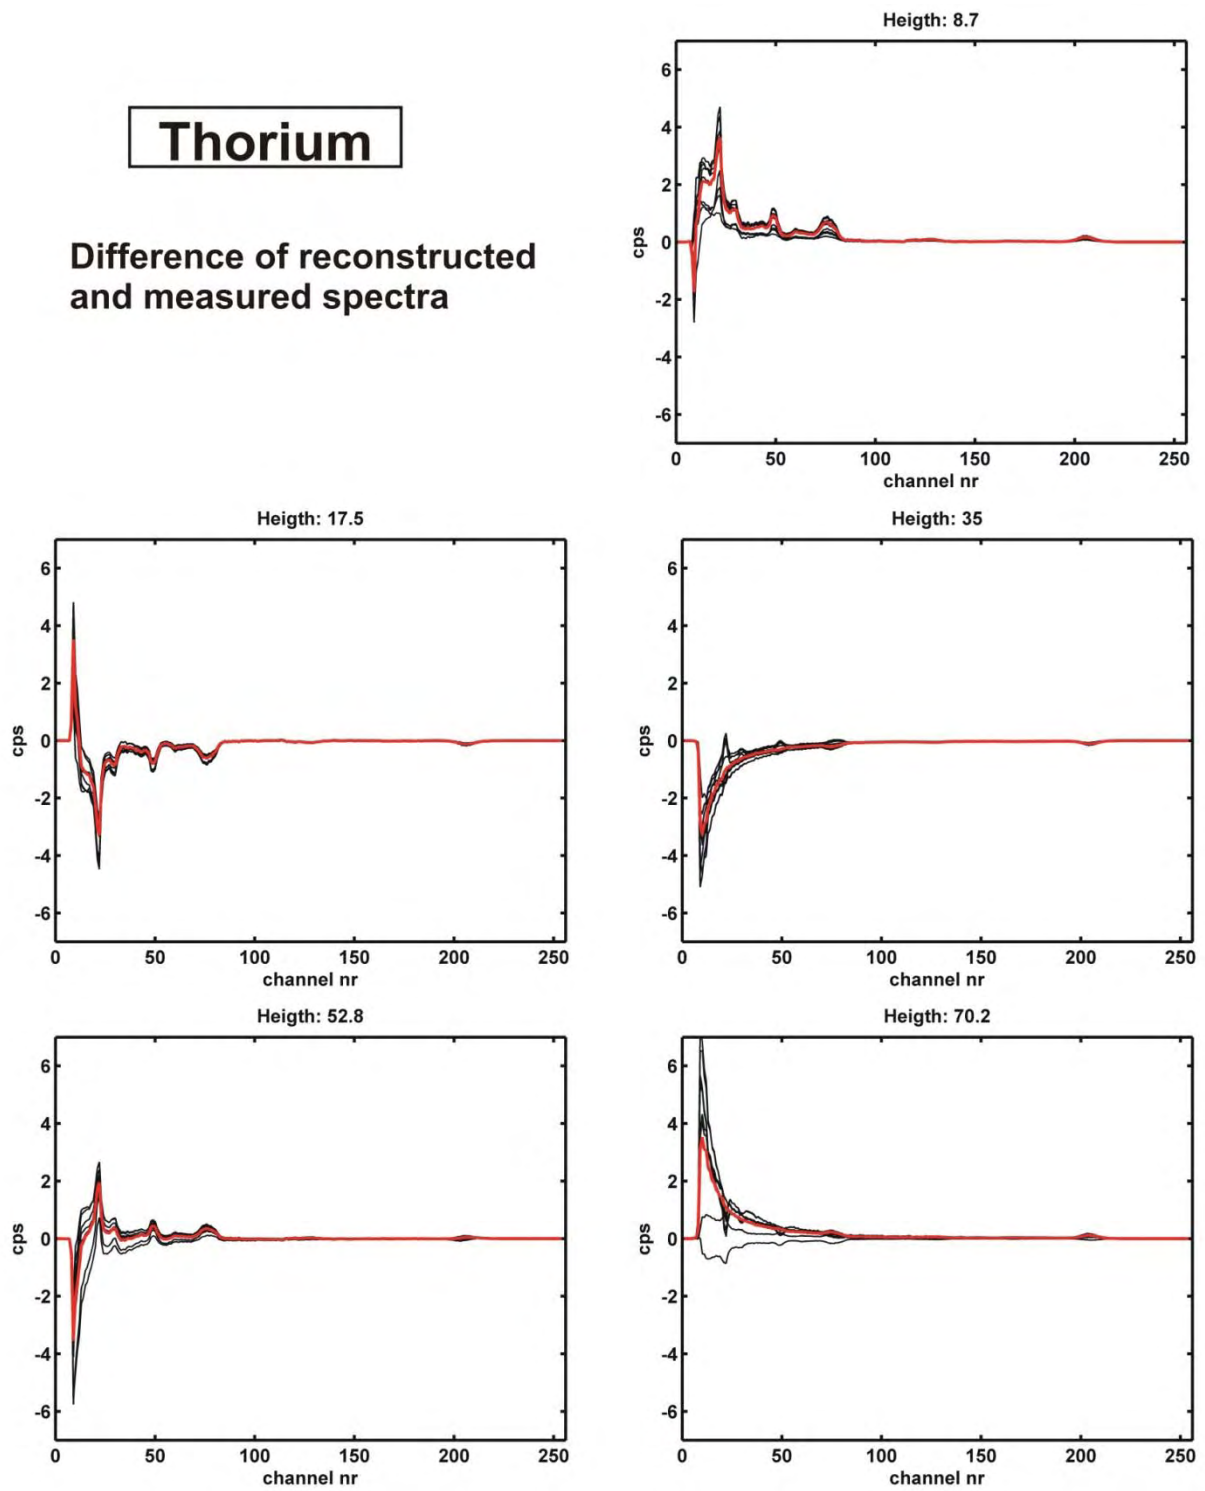 Thorium
Difference of reconstructed
and measured spectra
Heigth: 8.7
cps
6
4
2
0
-2
-4
-6
0 50 100 150 200 250
channel nr
Heigth: 17.5
cps
6
4
2
0
-2
-4
-6
0 50 100 150 200 250
channel nr
Heigth: 35
cps
6
4
2
0
-2
-4
-6
0 50 100 150 200 250
channel nr
Heigth: 52.8
cps
6
4
2
0
-2
-4
-6
0 50 100 150 200 250
channel nr
Heigth: 70.2
cps
6
4
2
0
-2
-4
-6
0 50 100 150 200 250
channel nr